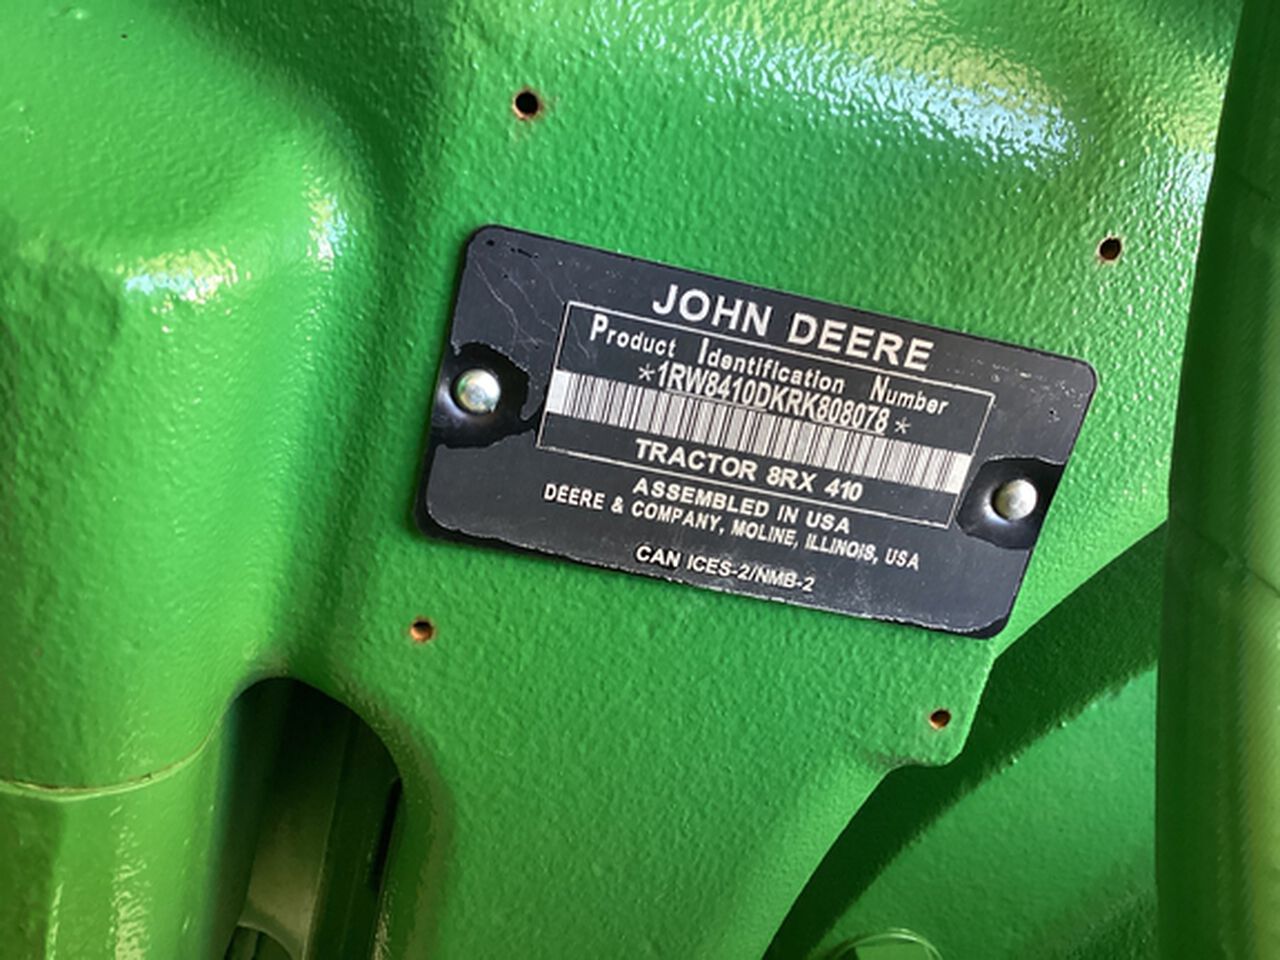 JOHN DEERE
Product Identification Number
*1RW8410DKRK808078*
TRACTOR 8RX 410
ASSEMBLED IN USA
DEERE & COMPANY, MOLINE, ILLINOIS, USA
CAN ICES-2/NMB-2